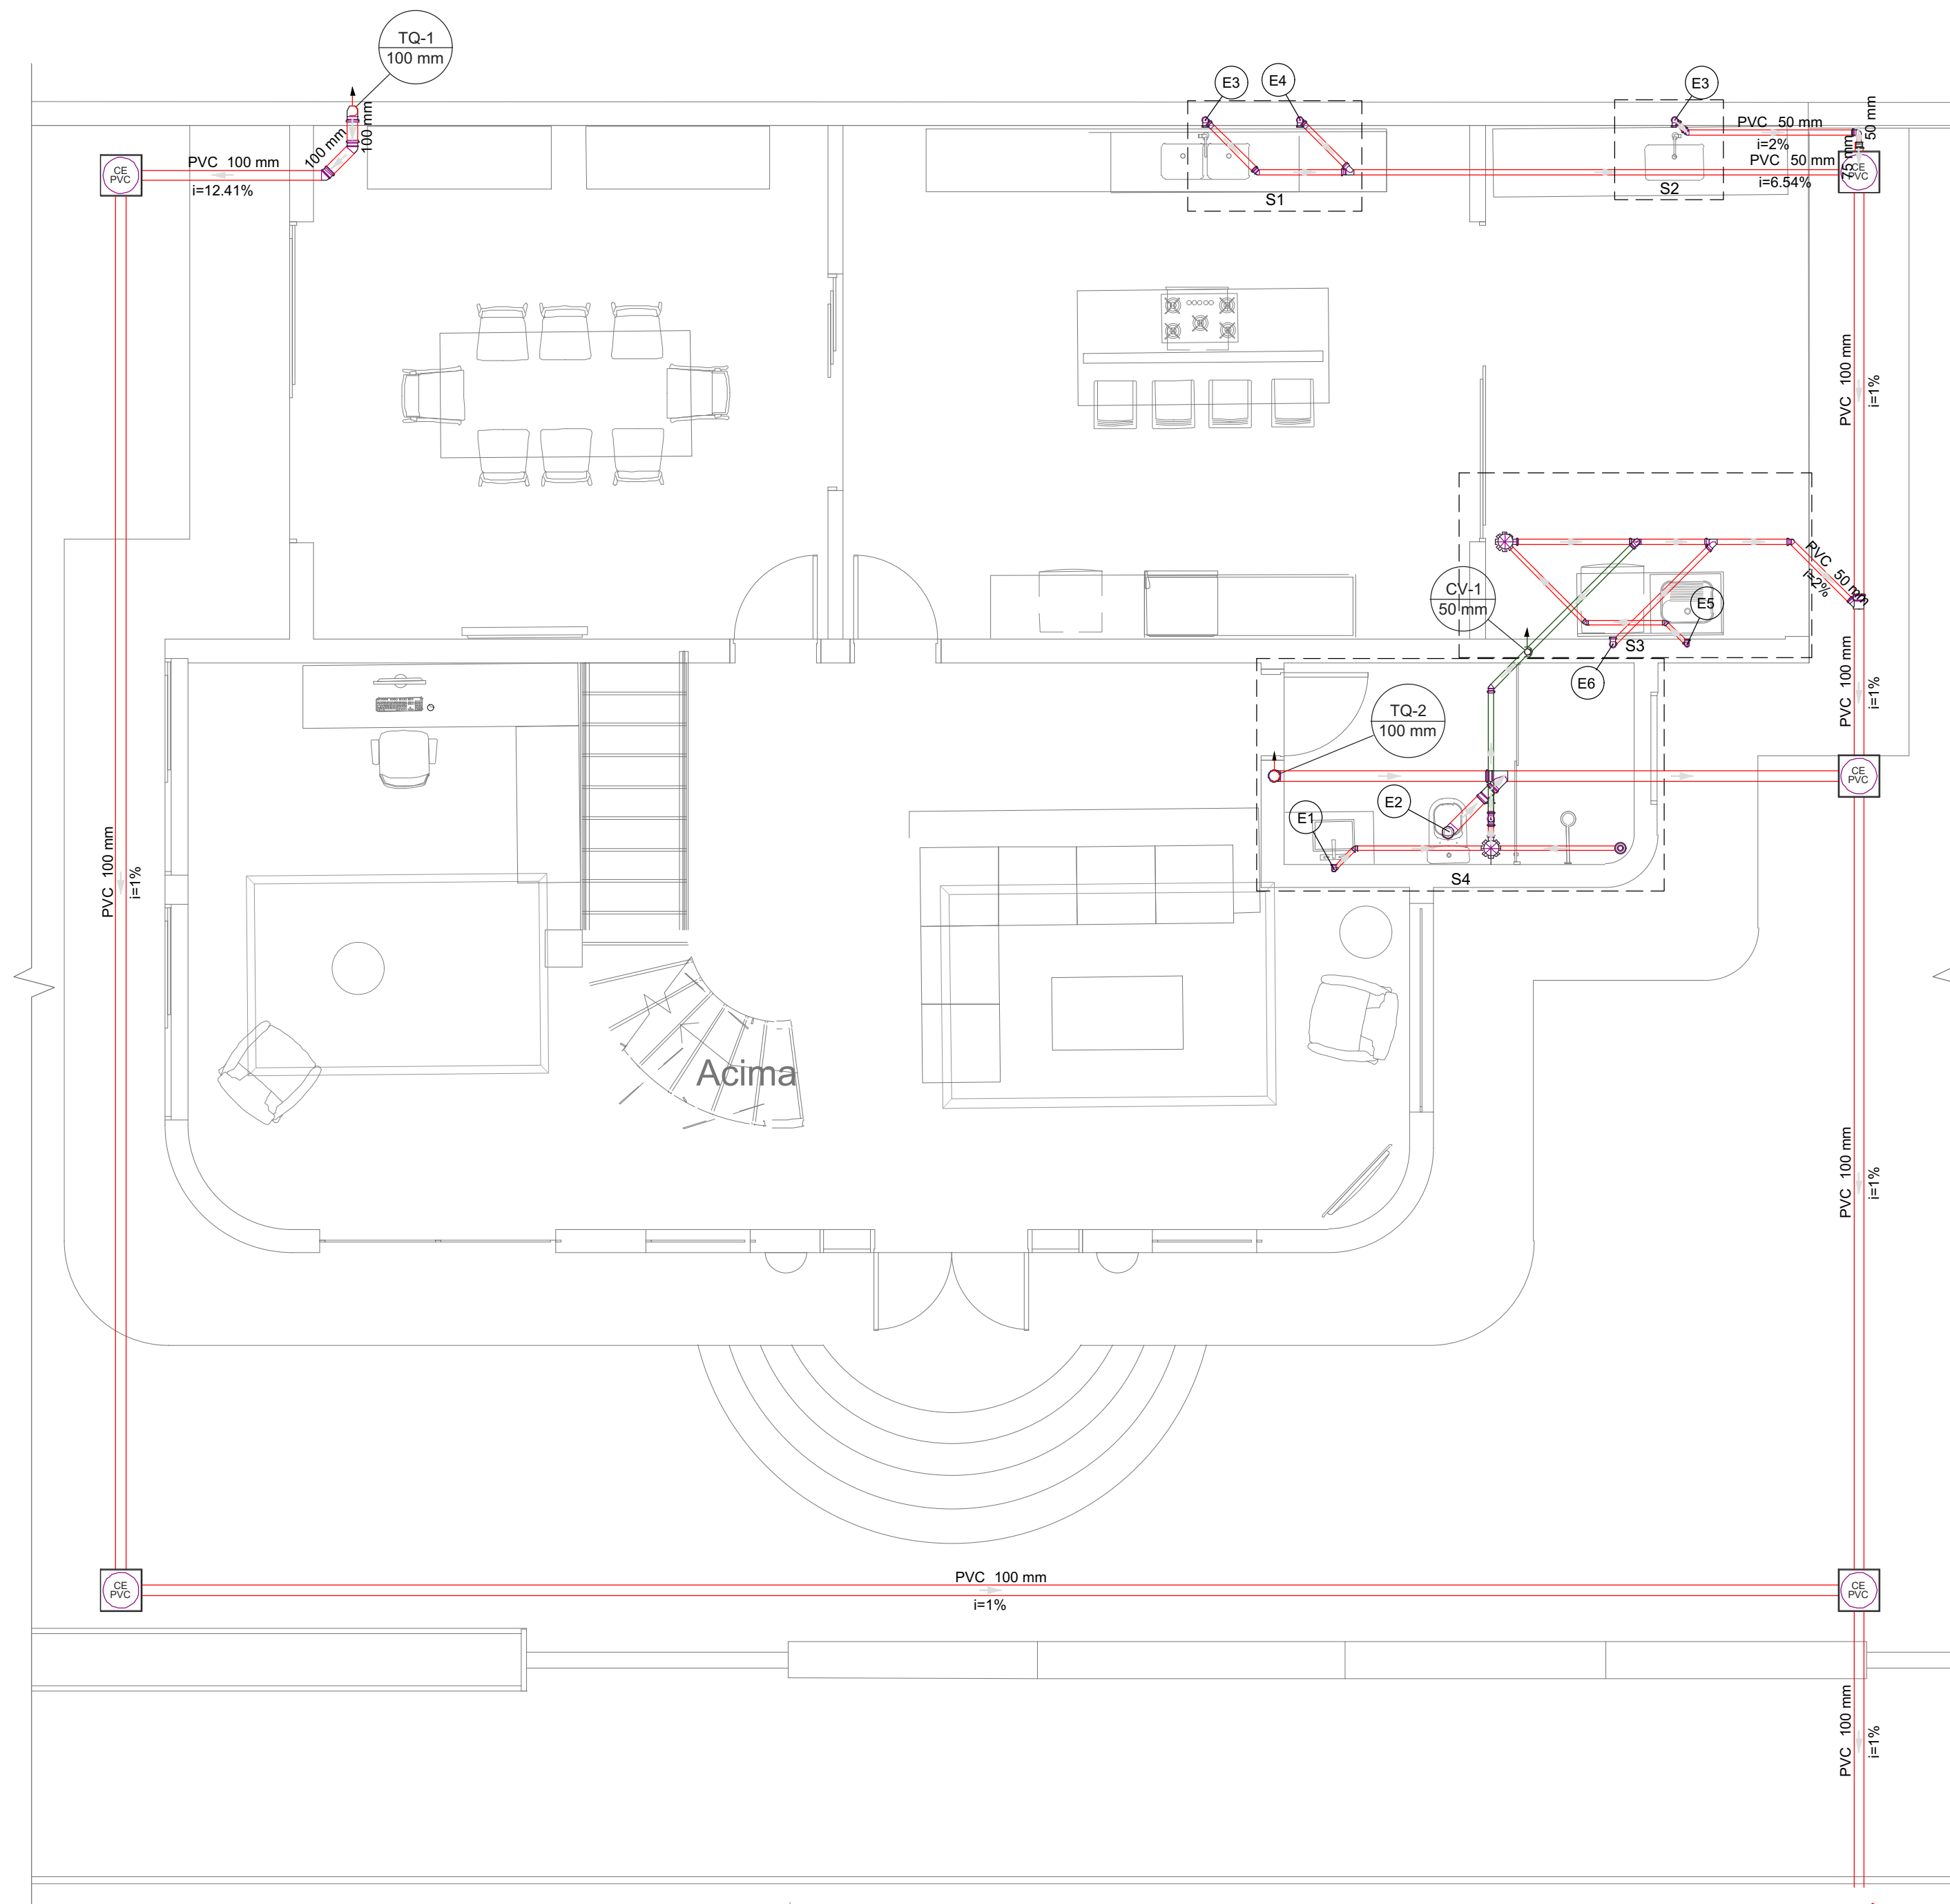 TQ-1
100 mm
100 mm
100 mm
PVC 100 mm
i=12.41%
CE
PVC
E3
E4
S1
E3
S2
PVC 50 mm
i=2%
50 mm
75 mm
PVC 50 mm
i=6.54%
CE
PVC
PVC 100 mm
i=1%
PVC 50 mm
i=2%
CV-1
50 mm
E5
S3
E6
PVC 100 mm
i=1%
TQ-2
100 mm
CE
PVC
E2
E1
S4
PVC 100 mm
i=1%
Acima
PVC 100 mm
i=1%
CE
PVC
PVC 100 mm
i=1%
CE
PVC
PVC 100 mm
i=1%